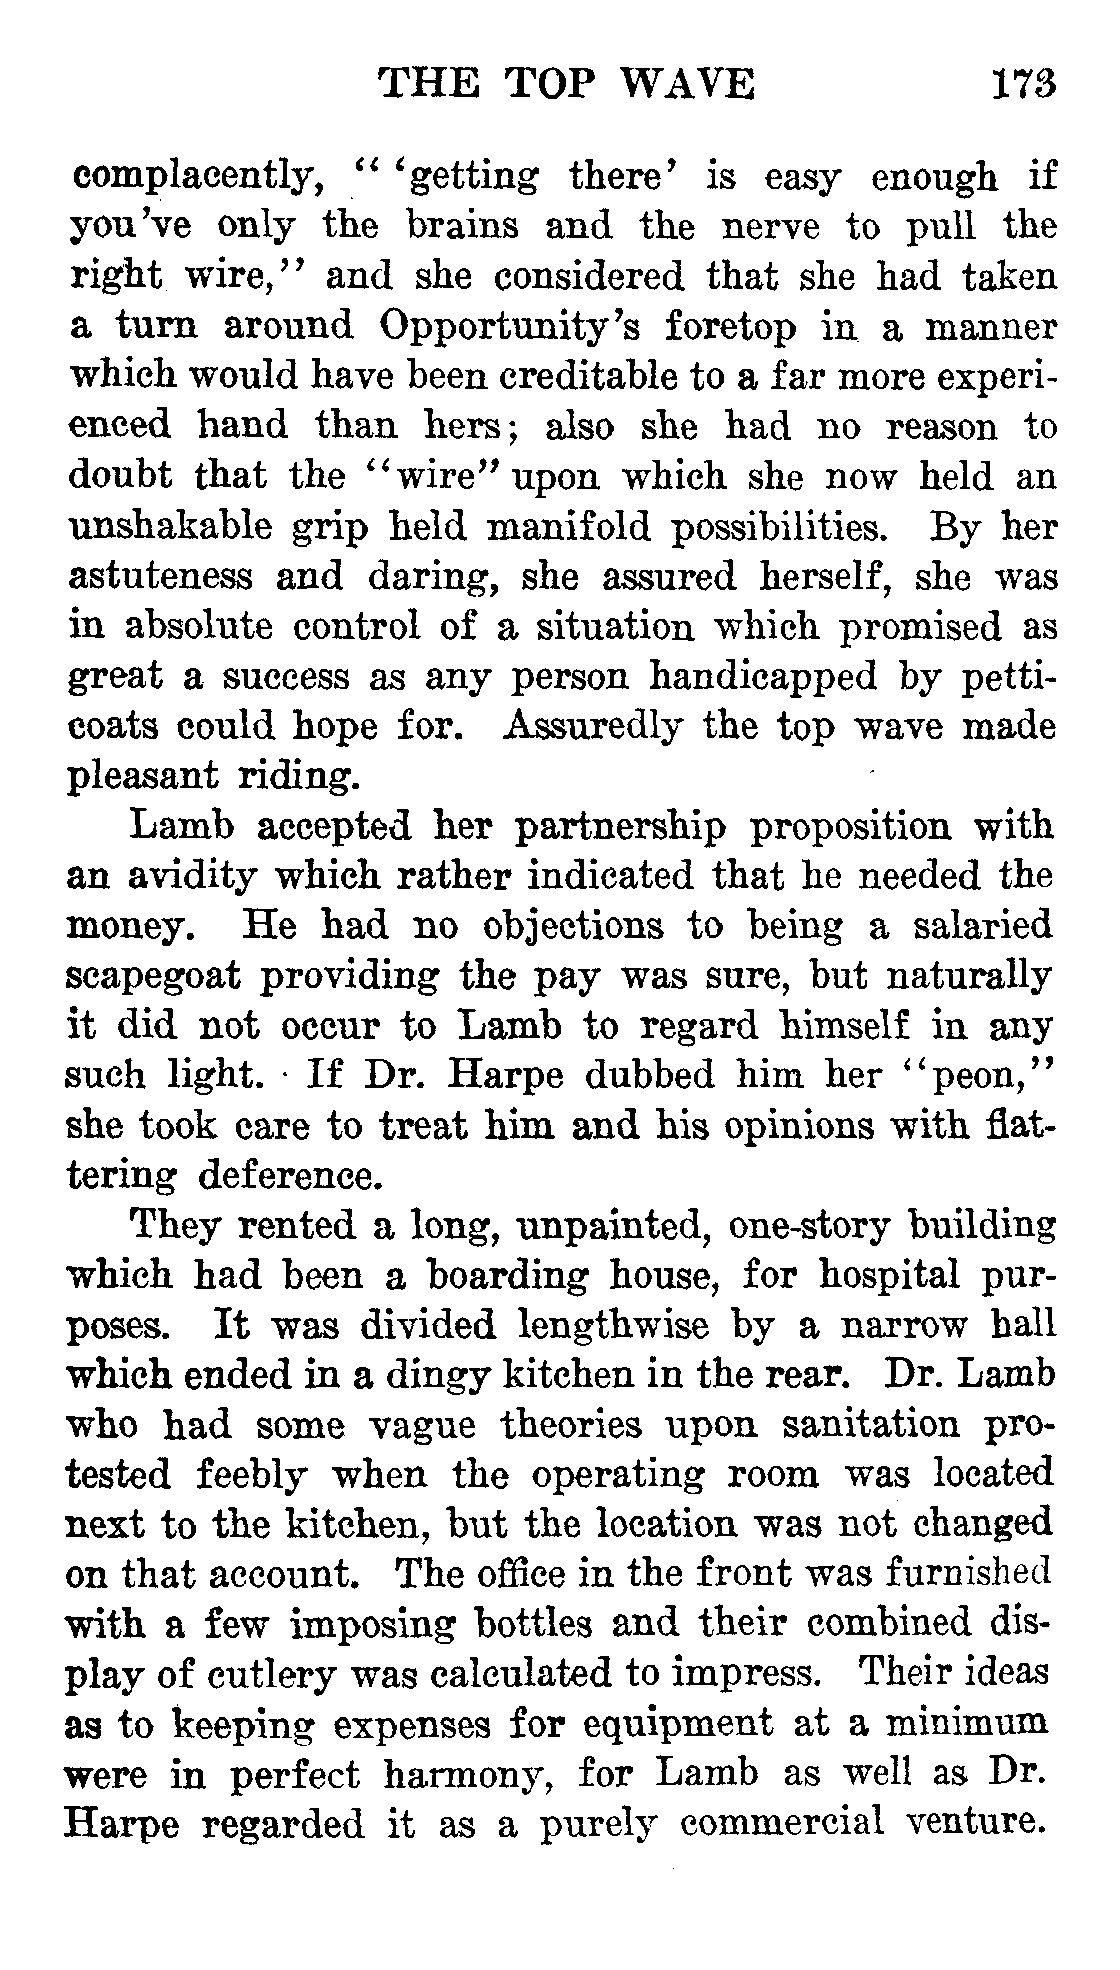 THE TOP WAVE 173
complacently, " 'getting there' is easy enough if
you've only the brains and the nerve to pull the
right wire," and she considered that she had taken
a turn around Opportunity's foretop in a manner
which would have been creditable to a far more experi-
enced hand than hers; also she had no reason to
doubt that the "wire" upon which she now held an
unshakable grip held manifold possibilities. By her
astuteness and daring, she assured herself, she was
in absolute control of a situation which promised as
great a success as any person handicapped by petti-
coats could hope for. Assuredly the top wave made
pleasant riding.
Lamb accepted her partnership proposition with
an avidity which rather indicated that he needed the
money. He had no objections to being a salaried
scapegoat providing the pay was sure, but naturally
it did not occur to Lamb to regard himself in any
such light. If Dr. Harpe dubbed him her "peon,"
she took care to treat him and his opinions with flat-
tering deference.
They rented a long, unpainted, one-story building
which had been a boarding house, for hospital pur-
poses. It was divided lengthwise by a narrow hall
which ended in a dingy kitchen in the rear. Dr. Lamb
who had some vague theories upon sanitation pro-
tested feebly when the operating room was located
next to the kitchen, but the location was not changed
on that account. The office in the front was furnished
with a few imposing bottles and their combined dis-
play of cutlery was calculated to impress. Their ideas
as to keeping expenses for equipment at a minimum
were in perfect harmony, for Lamb as well as Dr.
Harpe regarded it as a purely commercial venture.